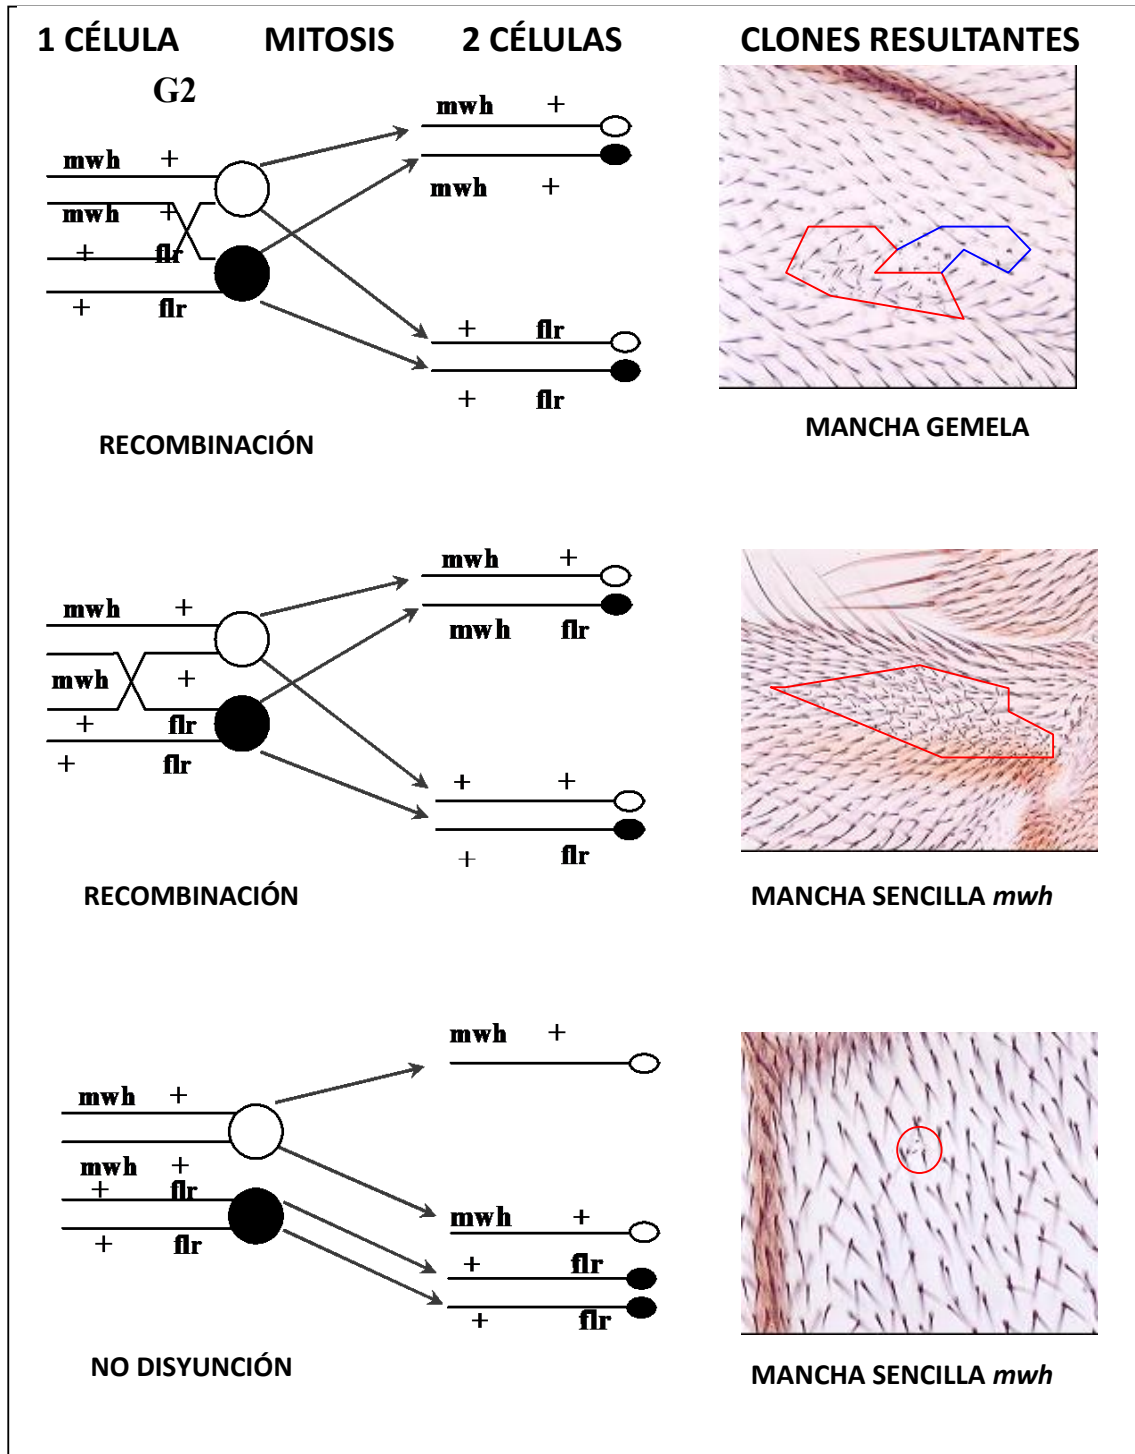 1 CÉLULA MITOSIS 2 CÉLULAS CLONES RESULTANTES
G2
mwh +
mwh +
+ flr
+ flr
mwh +
mwh +
+ flr
+ flr
RECOMBINACIÓN
MANCHA GEMELA
mwh +
mwh +
+ flr
+ flr
mwh +
mwh flr
+ +
+ flr
RECOMBINACIÓN
MANCHA SENCILLA mwh
mwh +
mwh +
+ flr
+ flr
mwh +
mwh +
+ flr
+ flr
NO DISYUNCIÓN
MANCHA SENCILLA mwh